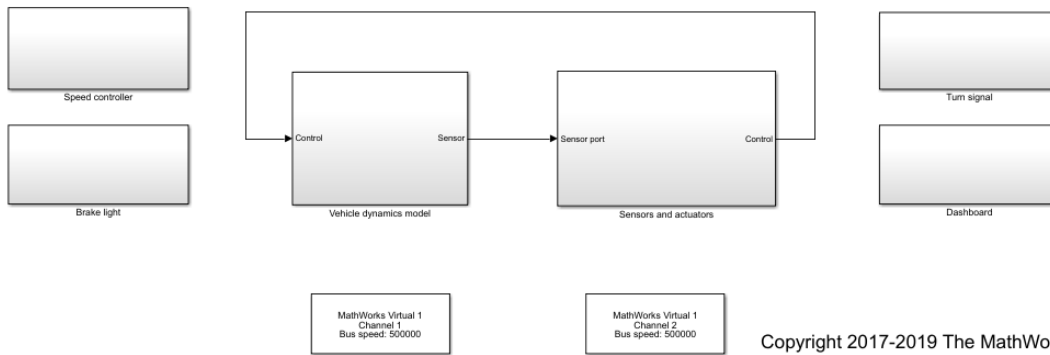 Speed controller
Brake light
Control
Sensor
Vehicle dynamics model
Sensor port
Control
Sensors and actuators
Turn signal
Dashboard
MathWorks Virtual 1
Channel 1
Bus speed: 500000
MathWorks Virtual 1
Channel 2
Bus speed: 500000
Copyright 2017-2019 The MathWo